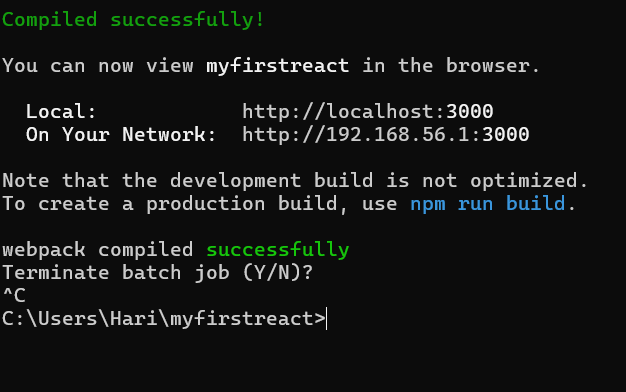 Compiled successfully!
You can now view myfirstreact in the browser.
Local: http://localhost:3000
On Your Network: http://192.168.56.1:3000
Note that the development build is not optimized.
To create a production build, use npm run build.
webpack compiled successfully
Terminate batch job (Y/N)?
^C
C:\Users\Hari\myfirstreact>